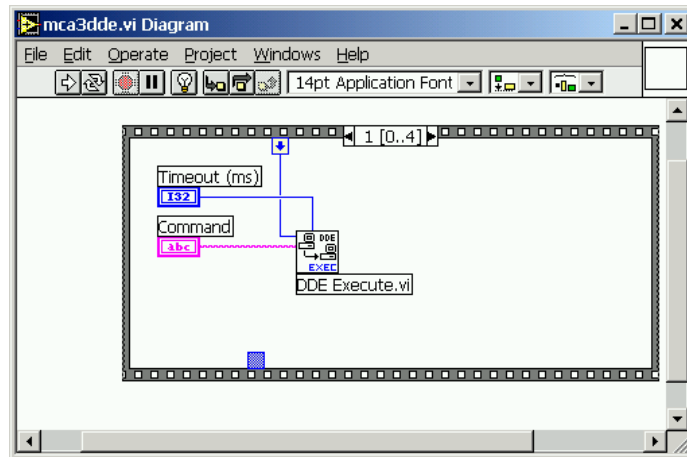 mca3dde.vi Diagram
File Edit Operate Project Windows Help
14pt Application Font
1 [0..4]
Timeout (ms)
I32
Command
abc
DDE
EXEC
DDE Execute.vi